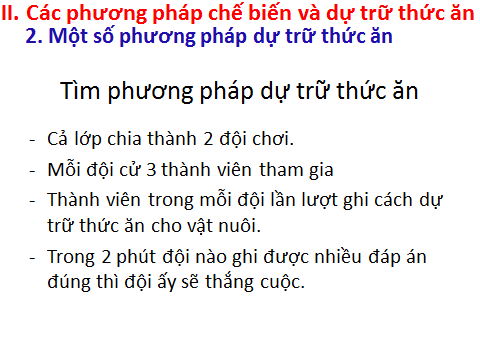 II. Các phương pháp chế biến và dự trữ thức ăn
2. Một số phương pháp dự trữ thức ăn
Tìm phương pháp dự trữ thức ăn
- Cả lớp chia thành 2 đội chơi.
- Mỗi đội cử 3 thành viên tham gia
- Thành viên trong mỗi đội lần lượt ghi cách dự
trữ thức ăn cho vật nuôi.
- Trong 2 phút đội nào ghi được nhiều đáp án
đúng thì đội ấy sẽ thắng cuộc.